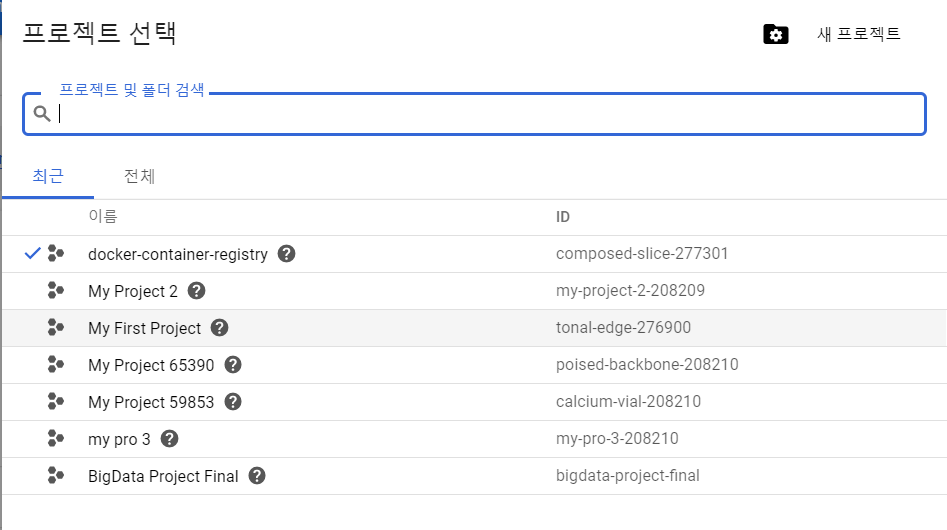 프로젝트 선택
새 프로젝트
프로젝트 및 폴더 검색
최근 전체
이름 ID
docker-container-registry composed-slice-277301
My Project 2 my-project-2-208209
My First Project tonal-edge-276900
My Project 65390 poised-backbone-208210
My Project 59853 calcium-vial-208210
my pro 3 my-pro-3-208210
BigData Project Final bigdata-project-final